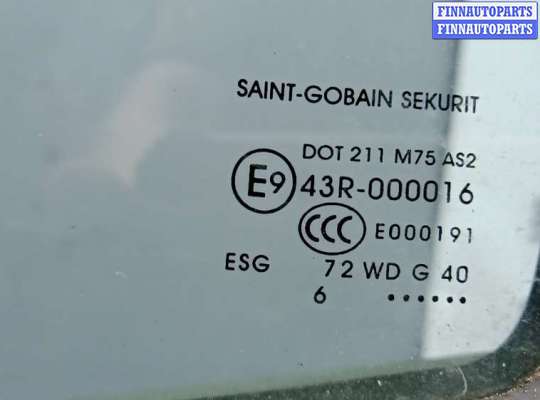 FINNAUTOPARTS
FINNAUTOPARTS
SAINT-GOBAIN SEKURIT
DOT 211 M75 AS2
E9 43R-000016
CCC E000191
ESG 72 WD G 40
6 ......